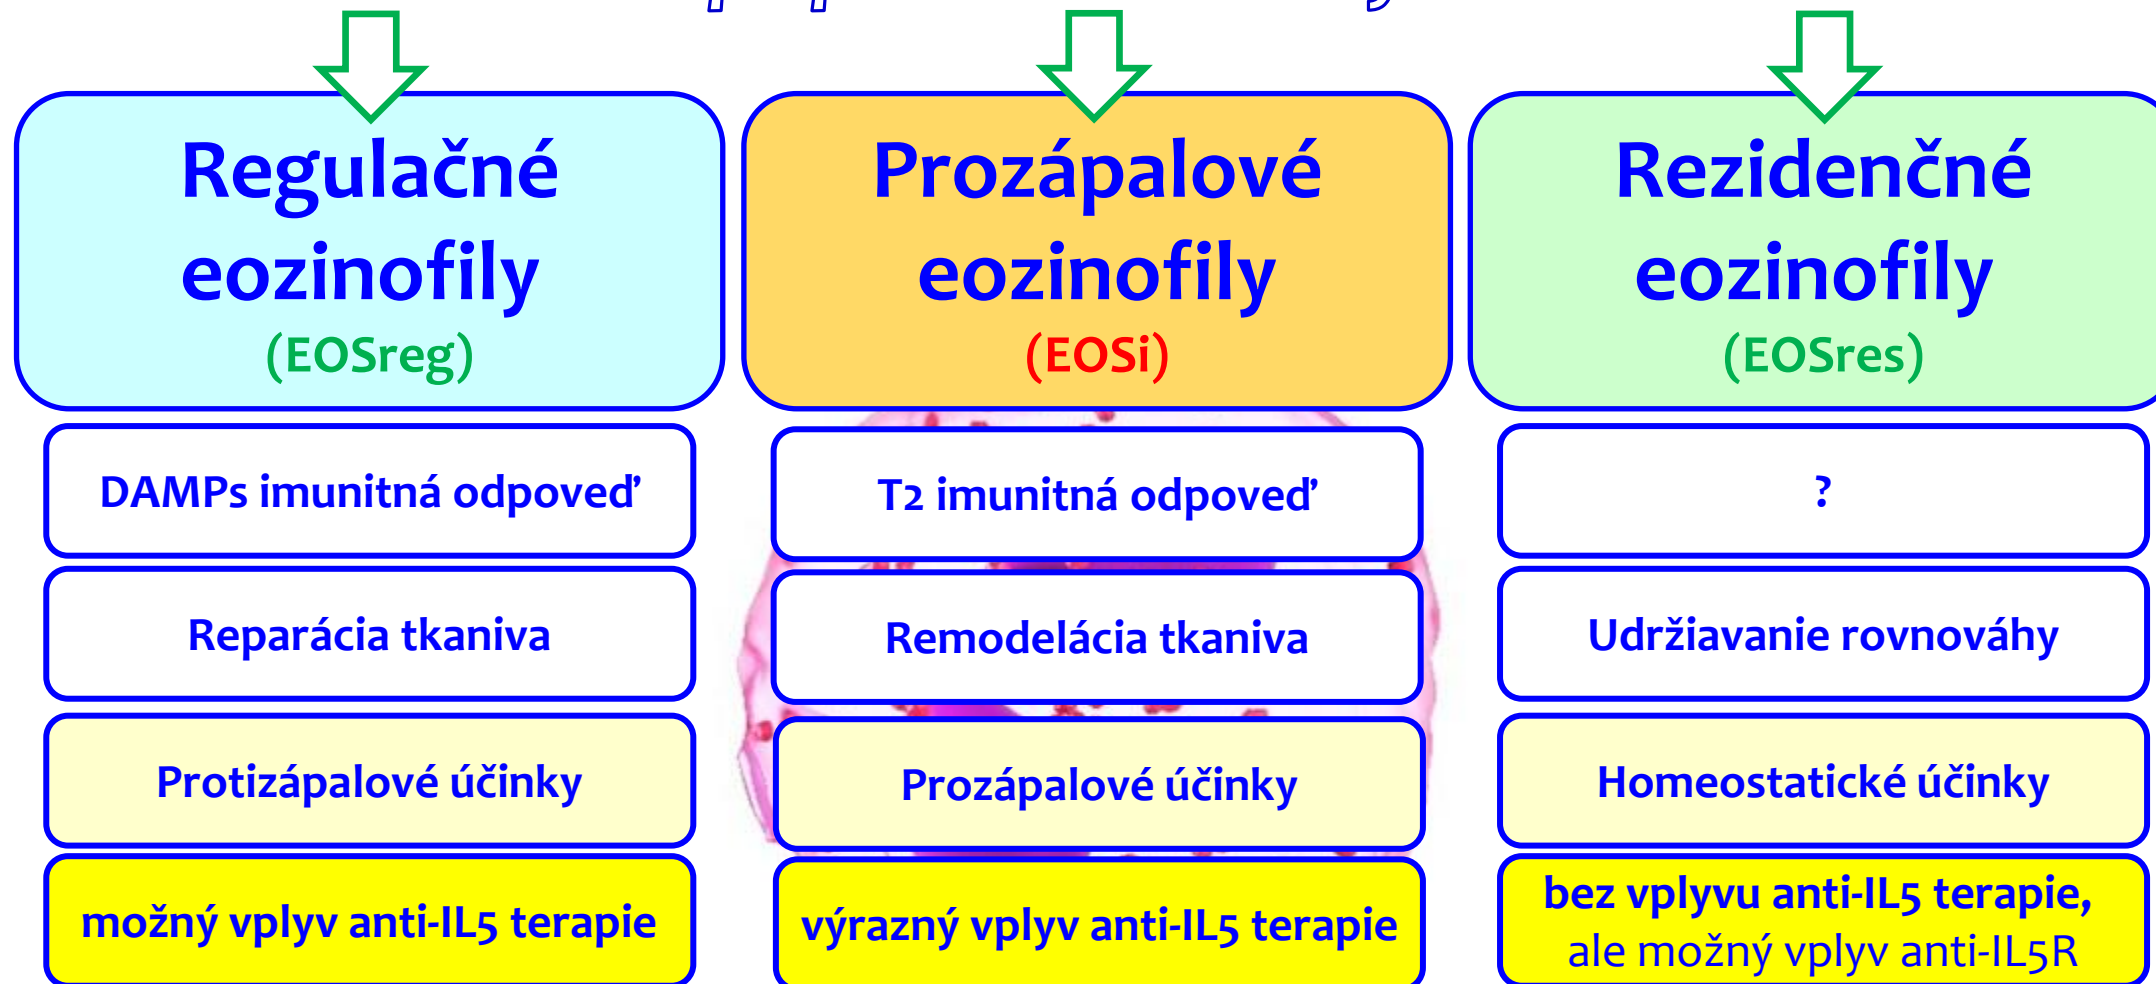 Regulačné
eozinofily
(EOSreg)
DAMPs imunitná odpoveď
Reparácia tkaniva
Protizápalové účinky
možný vplyv anti-IL5 terapie
Prozápalové
eozinofily
(EOSi)
T2 imunitná odpoveď
Remodelácia tkaniva
Prozápalové účinky
výrazný vplyv anti-IL5 terapie
Rezidenčné
eozinofily
(EOSres)
?
Udržiavanie rovnováhy
Homeostatické účinky
bez vplyvu anti-IL5 terapie,
ale možný vplyv anti-IL5R